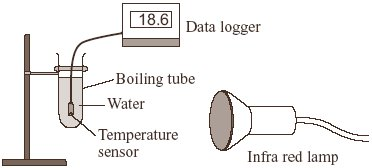 18.6
Data logger
Boiling tube
Water
Temperature
sensor
Infra red lamp